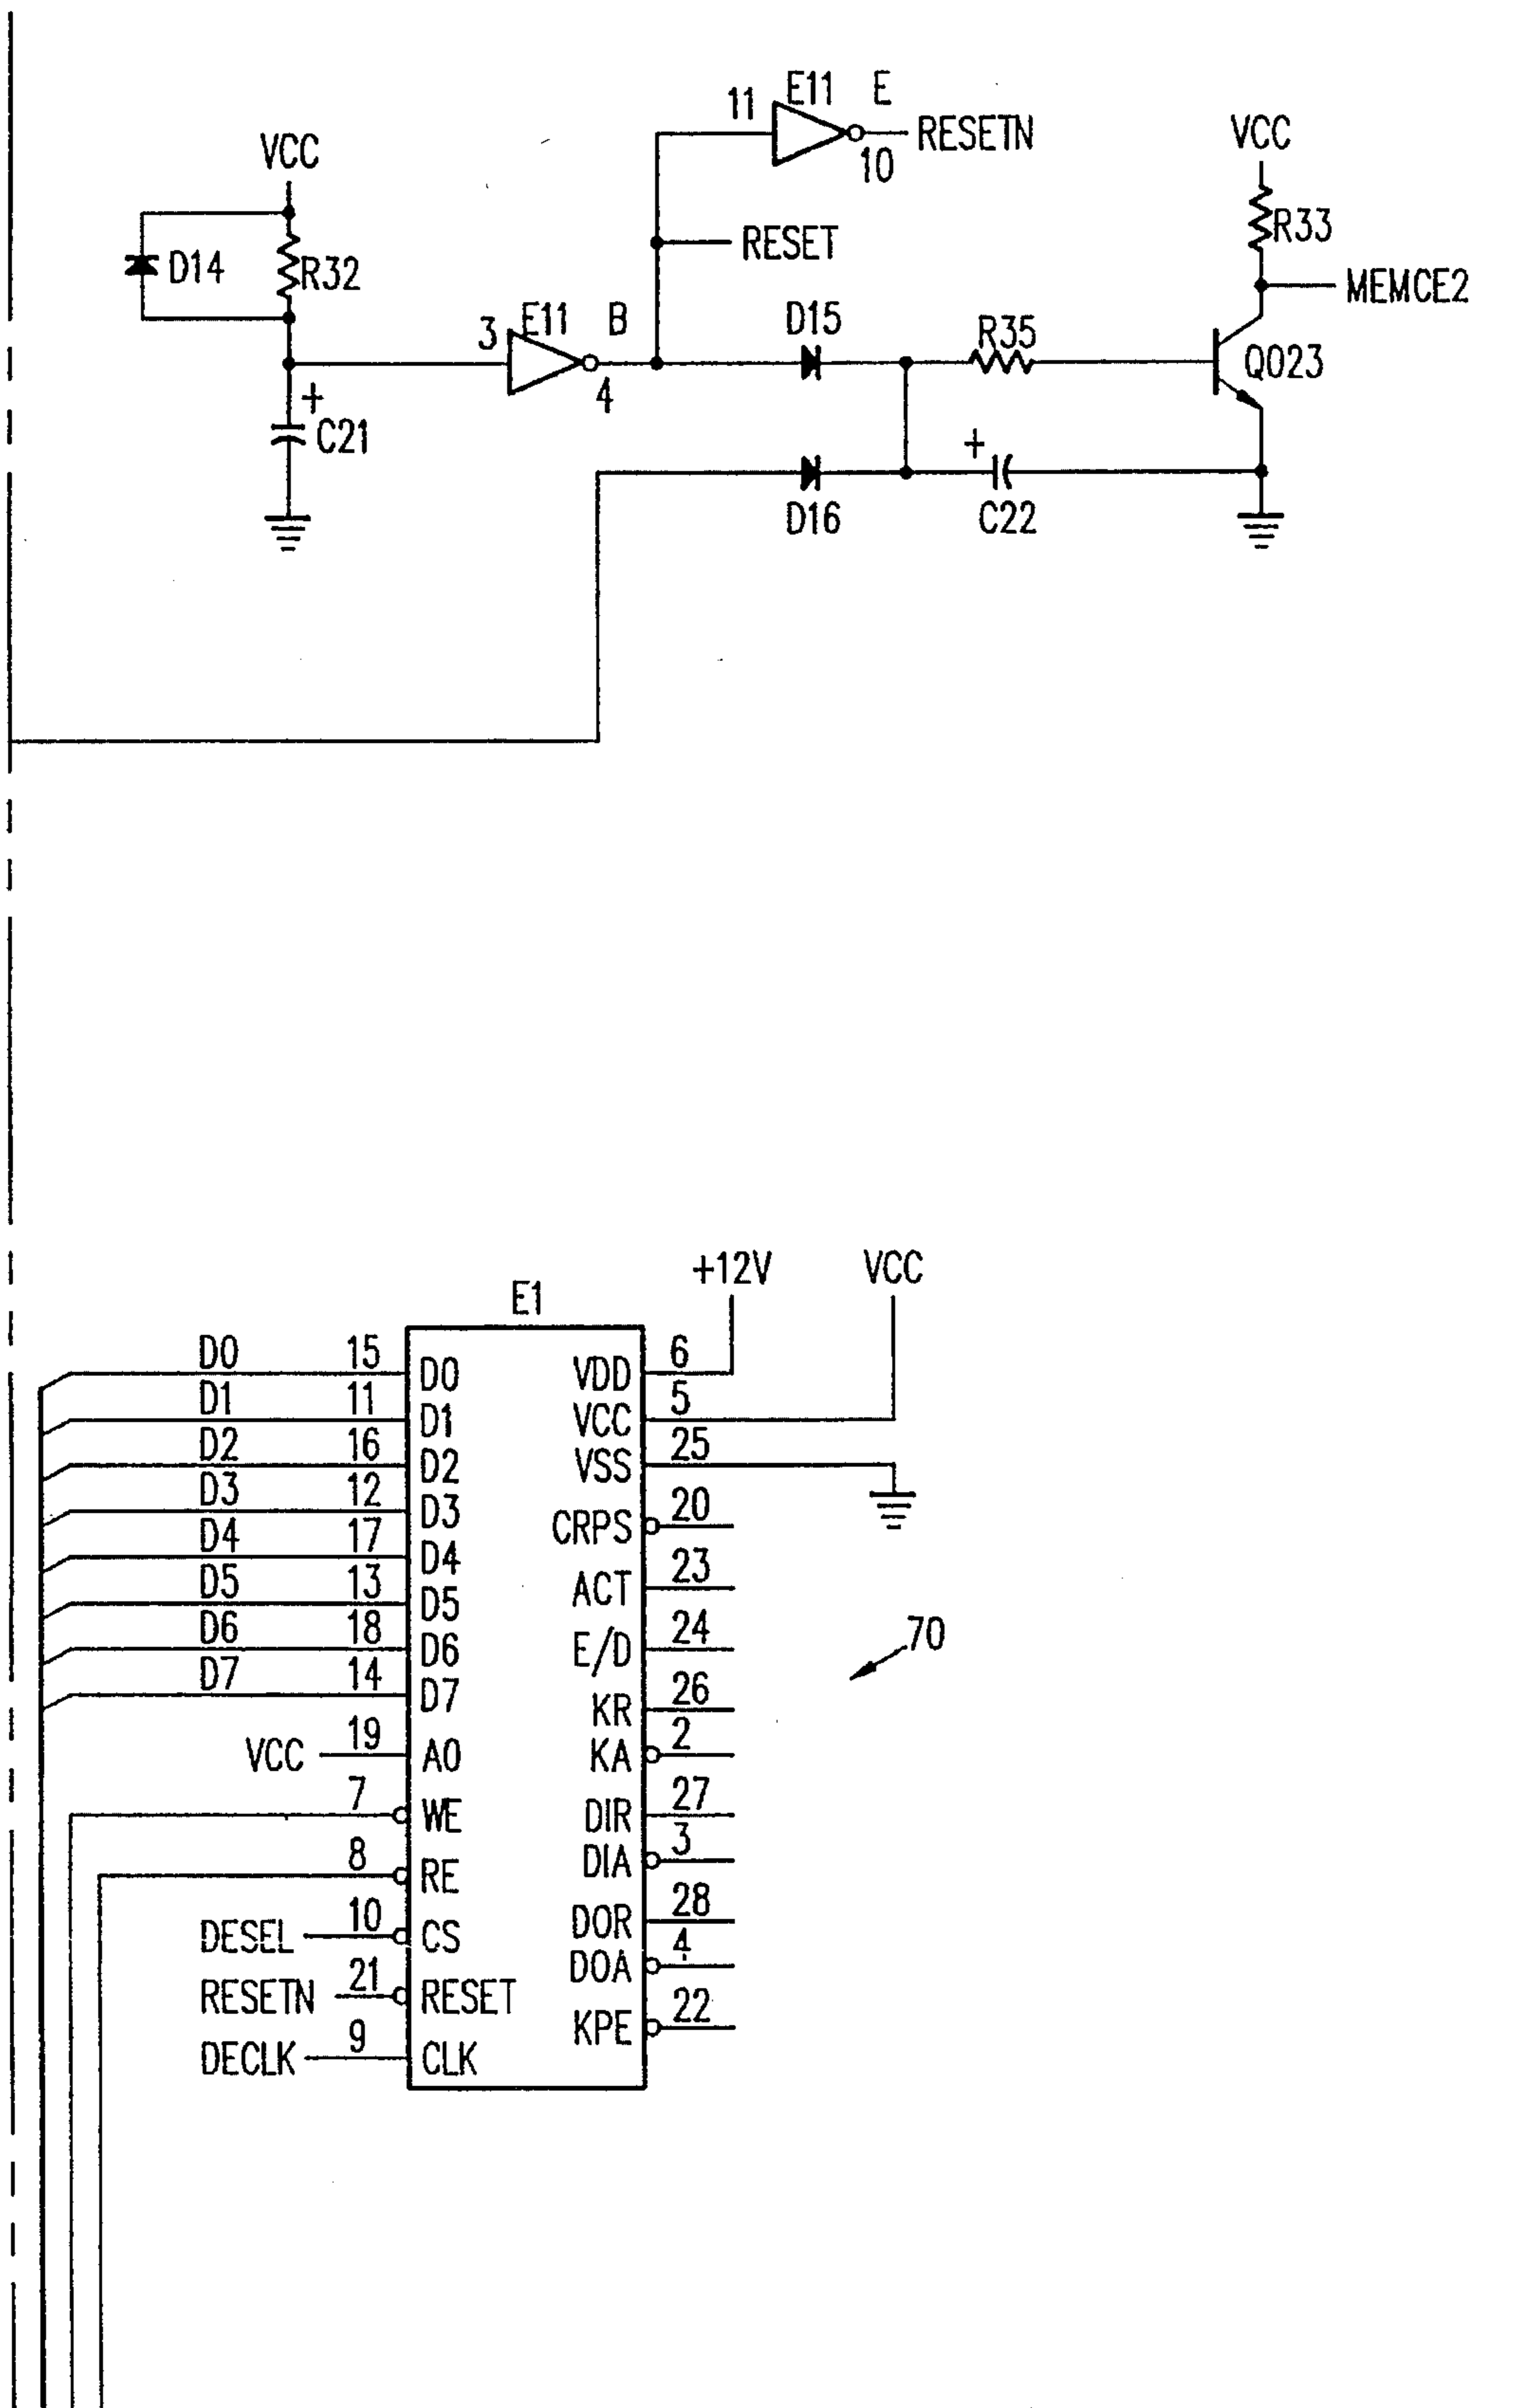 E11 E
11
RESETN
10
VCC
VCC
RESET
R33
D14
R32
MEMCE2
E11 B
3
D15
R35
Q023
4
+
C21
+
D16
C22
+12V
VCC
E1
D0 15 D0 VDD 6
D1 11 D1 VCC 5
D2 16 D2 VSS 25
D3 12 D3
CRPS 20
D4 17 D4
ACT 23
D5 13 D5
D6 18 D6 E/D 24
70
D7 14 D7
KR 26
VCC 19 A0 KA 2
7 WE DIR 27
DIA 3
8 RE
DOR 28
DESEL 10 CS
DOA 4
RESETN 21 RESET
KPE 22
DECLK 9 CLK